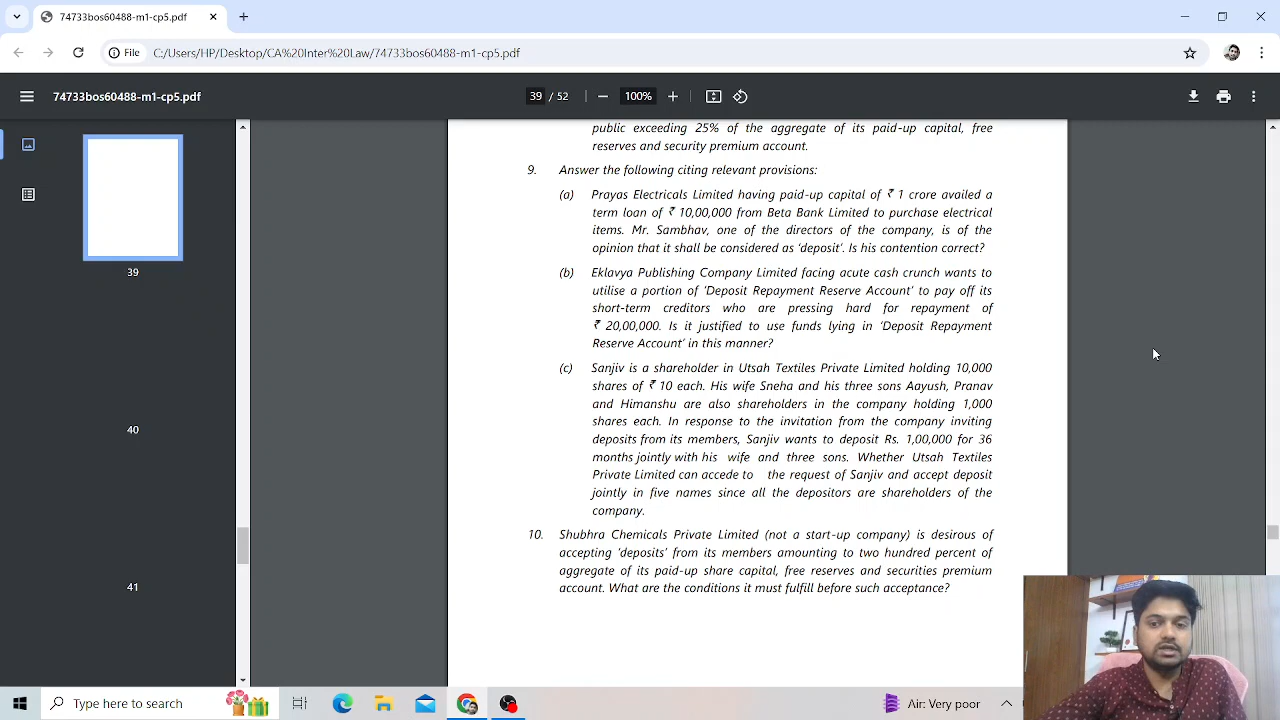 74733bos60488-m1-cp5.pdf
File C:/Users/HP/Desktop/CA%20Inter%20Law/74733bos60488-m1-cp5.pdf
74733bos60488-m1-cp5.pdf 39 / 52 100%
public exceeding 25% of the aggregate of its paid-up capital, free
reserves and security premium account.
9. Answer the following citing relevant provisions:
(a) Prayas Electricals Limited having paid-up capital of ₹ 1 crore availed a
term loan of ₹ 10,00,000 from Beta Bank Limited to purchase electrical
items. Mr. Sambhav, one of the directors of the company, is of the
opinion that it shall be considered as ‘deposit’. Is his contention correct?
(b) Eklavya Publishing Company Limited facing acute cash crunch wants to
utilise a portion of ‘Deposit Repayment Reserve Account’ to pay off its
short-term creditors who are pressing hard for repayment of
₹ 20,00,000. Is it justified to use funds lying in ‘Deposit Repayment
Reserve Account’ in this manner?
(c) Sanjiv is a shareholder in Utsah Textiles Private Limited holding 10,000
shares of ₹ 10 each. His wife Sneha and his three sons Aayush, Pranav
and Himanshu are also shareholders in the company holding 1,000
shares each. In response to the invitation from the company inviting
deposits from its members, Sanjiv wants to deposit Rs. 1,00,000 for 36
months jointly with his wife and three sons. Whether Utsah Textiles
Private Limited can accede to the request of Sanjiv and accept deposit
jointly in five names since all the depositors are shareholders of the
company.
10. Shubhra Chemicals Private Limited (not a start-up company) is desirous of
accepting ‘deposits’ from its members amounting to two hundred percent of
aggregate of its paid-up share capital, free reserves and securities premium
account. What are the conditions it must fulfill before such acceptance?
39
40
41
Type here to search
Air: Very poor